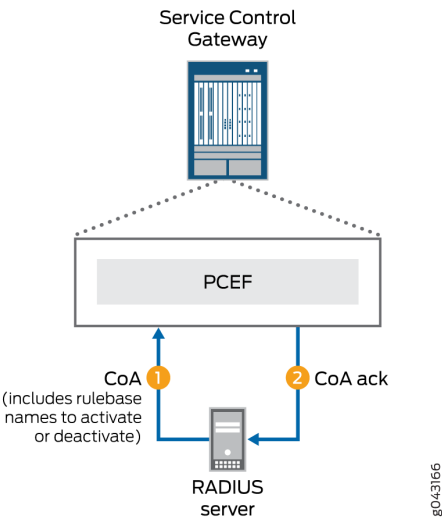 Service Control
Gateway
PCEF
CoA 1
(includes rulebase
names to activate
or deactivate)
2 CoA ack
RADIUS
server
g043166